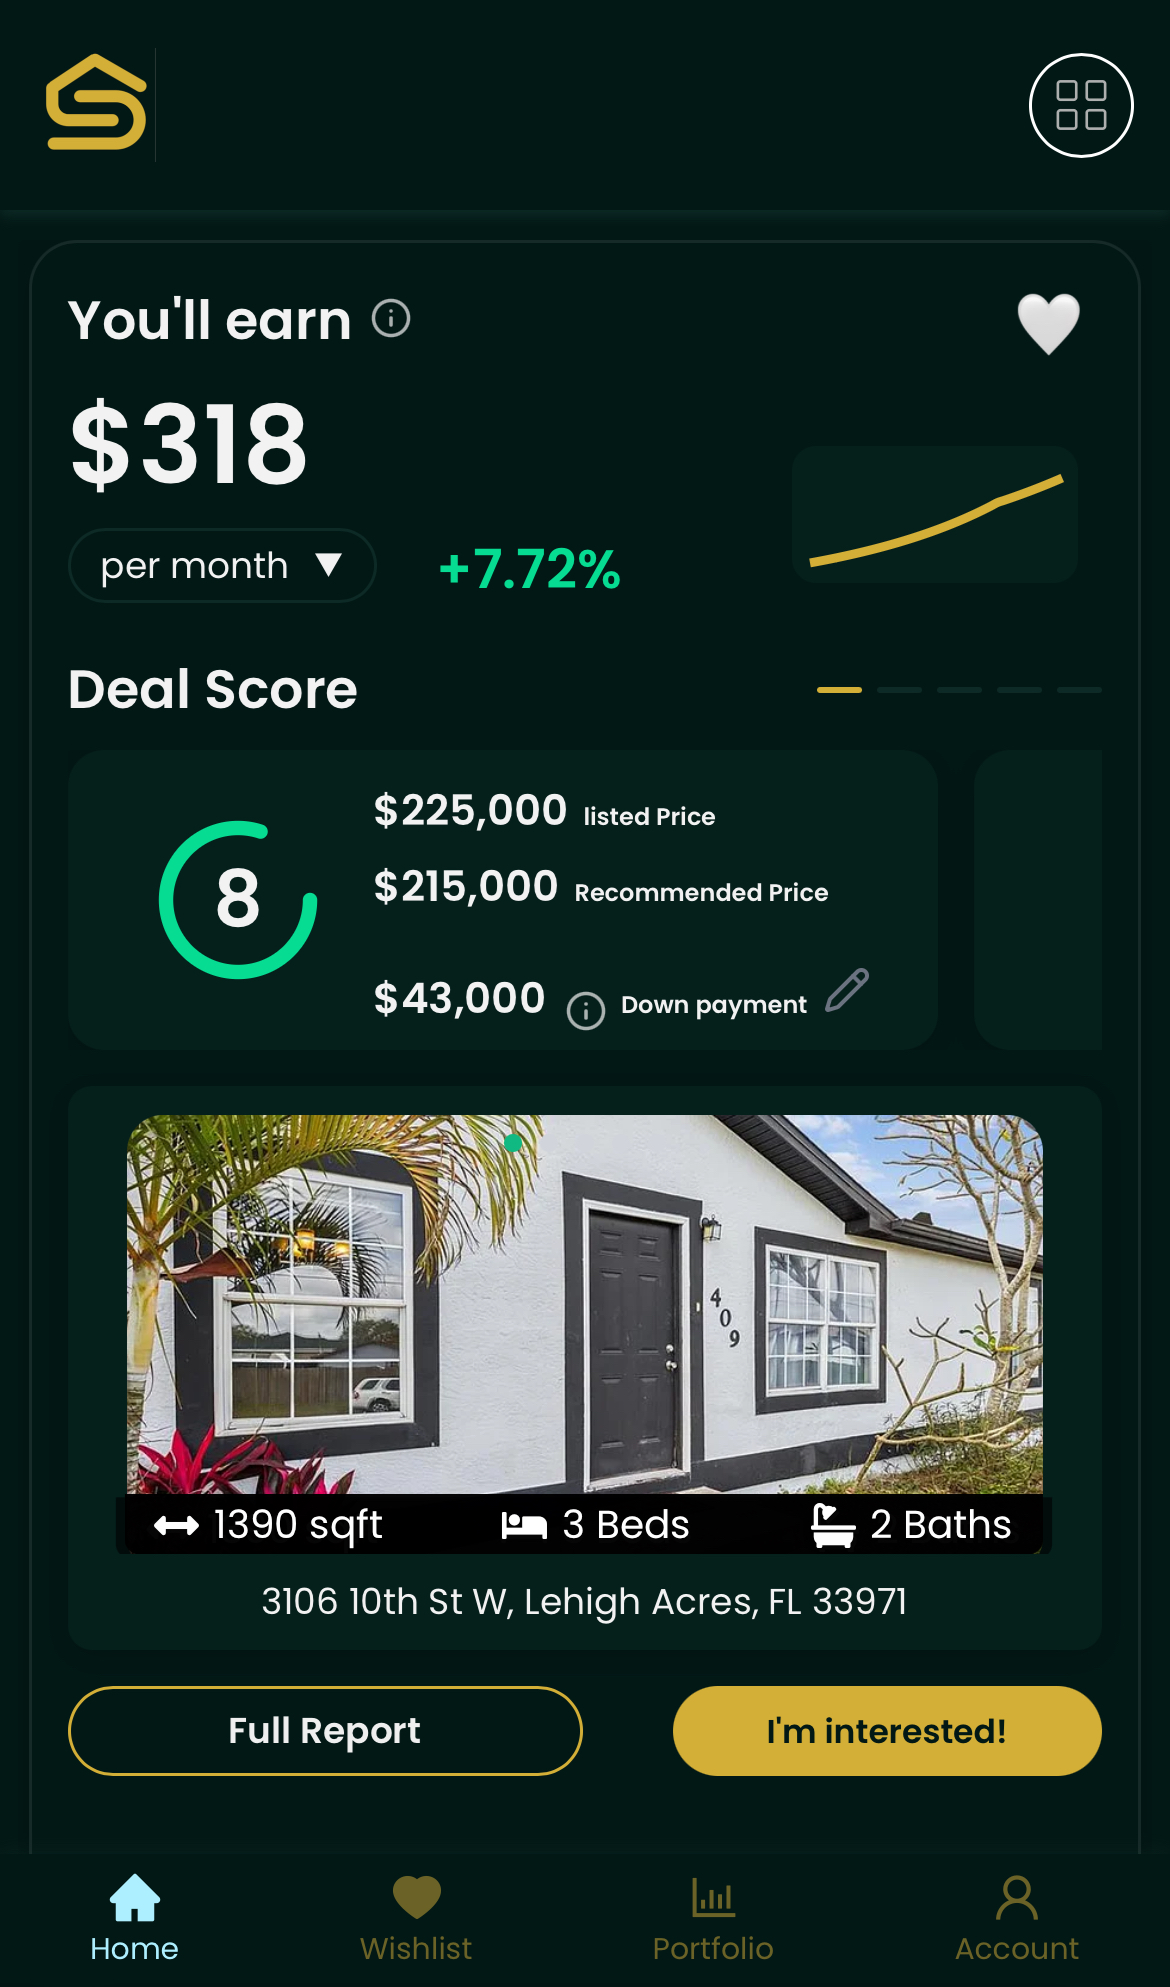 You'll earn
$318
per month
+7.72%
Deal Score
8
$225,000 listed Price
$215,000 Recommended Price
$43,000 Down payment
409
1390 sqft 3 Beds 2 Baths
3106 10th St W, Lehigh Acres, FL 33971
Full Report
I'm interested!
Home Wishlist Portfolio Account